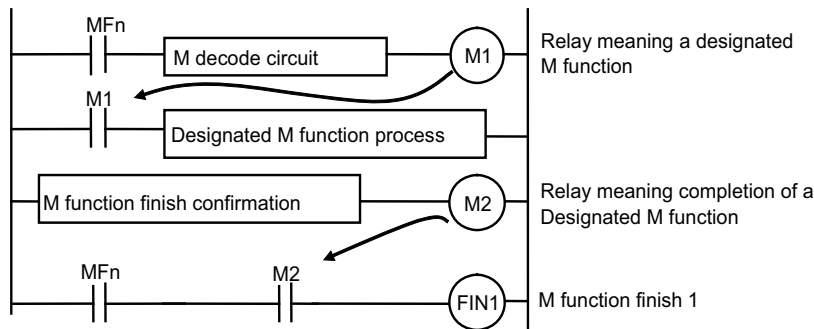 MFn
M decode circuit
M1
Relay meaning a designated
M function
M1
Designated M function process
M function finish confirmation
M2
Relay meaning completion of a
Designated M function
MFn
M2
FIN1
M function finish 1